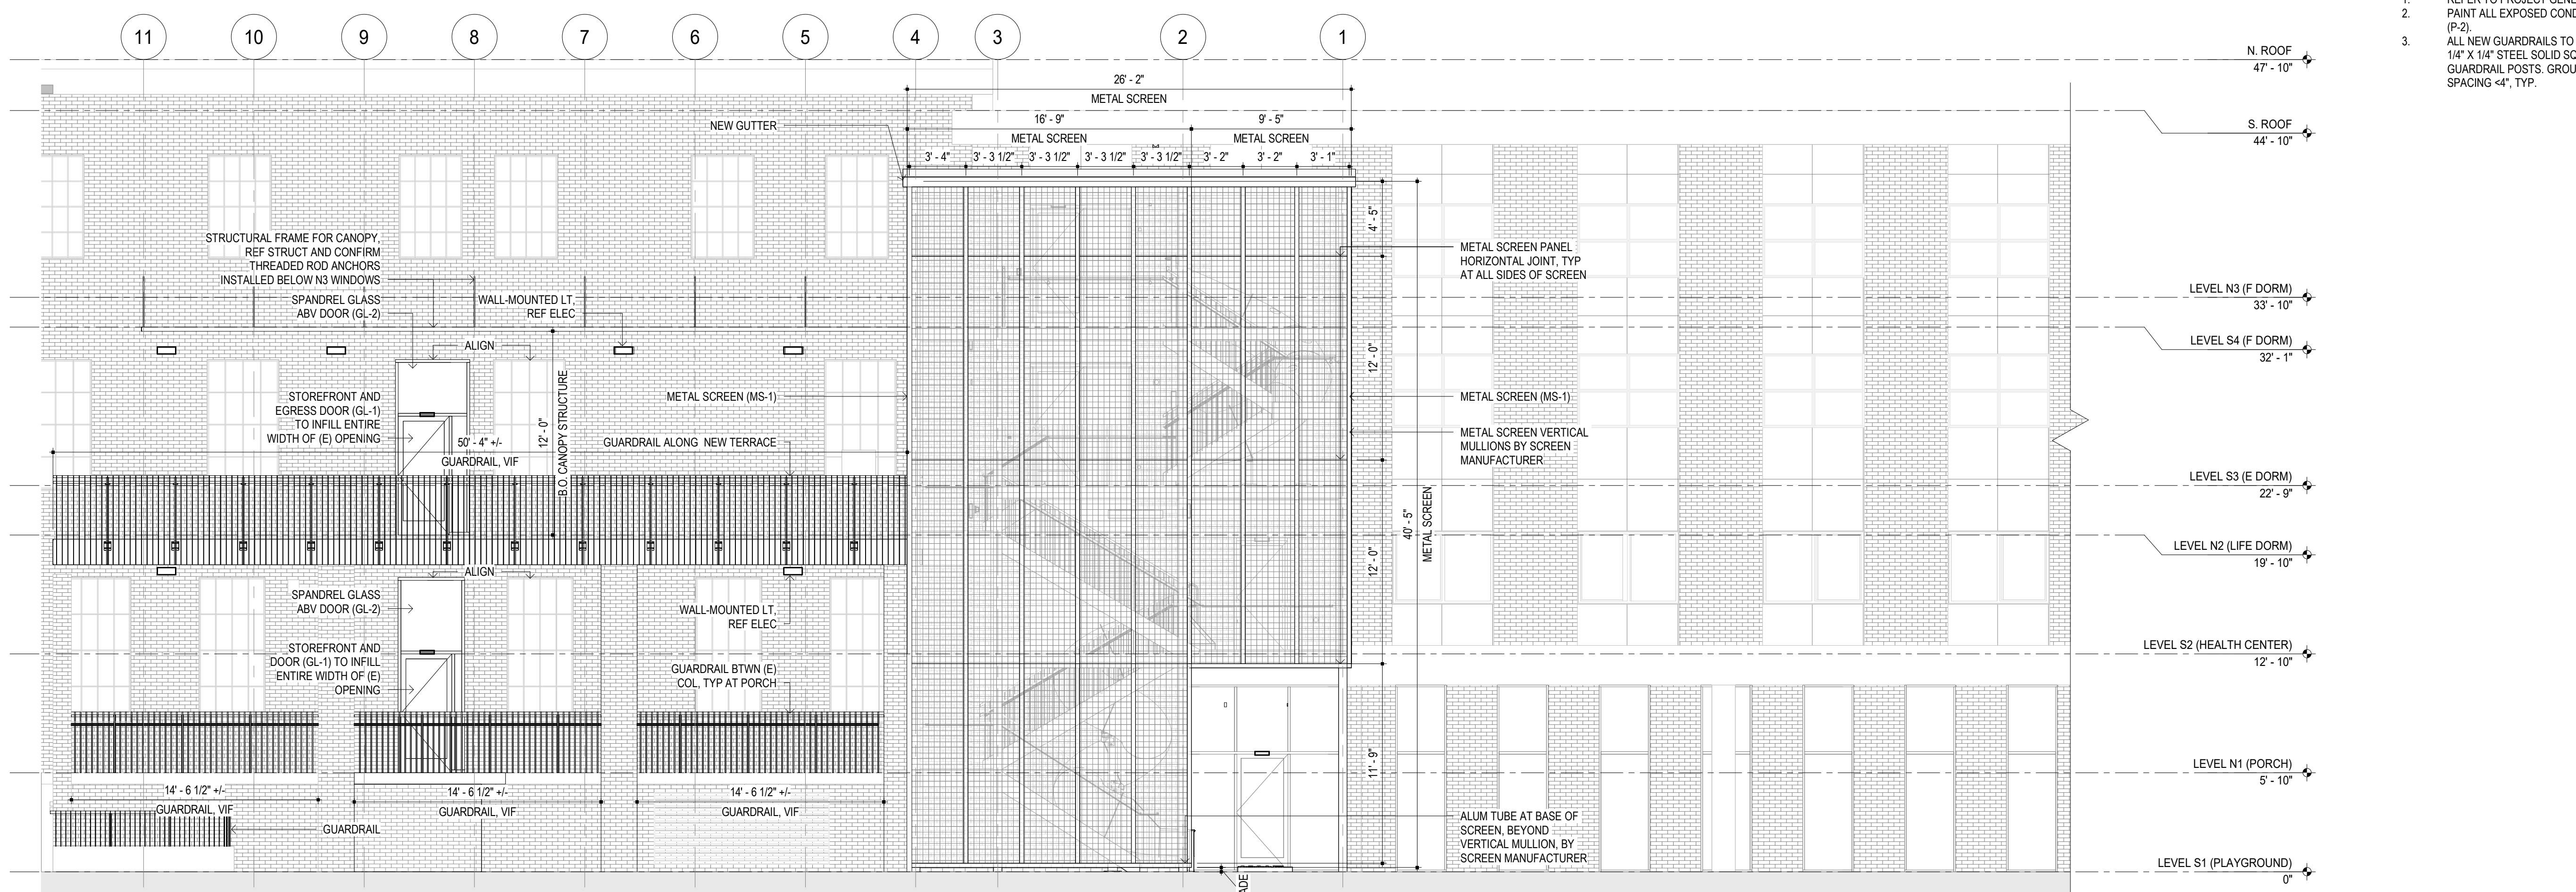 11
10
9
8
7
6
5
4
3
2
1
2.
PAINT ALL EXPOSED
(P-2).
3.
ALL NEW GUARDRAILS TO
1/4" X 1/4" STEEL SOLID
GUARDRAIL POSTS.
SPACING <4", TYP.
N. ROOF
47' - 10"
S. ROOF
44' - 10"
26' - 2"
METAL SCREEN
16' - 9"
METAL SCREEN
9' - 5"
METAL SCREEN
3' - 4"
3' - 3 1/2"
3' - 3 1/2"
3' - 3 1/2"
3' - 3 1/2"
3' - 2"
3' - 2"
3' - 1"
NEW GUTTER
4' - 5"
STRUCTURAL FRAME FOR CANOPY,
REF STRUCT AND CONFIRM
THREADED ROD ANCHORS
INSTALLED BELOW N3 WINDOWS
SPANDREL GLASS
ABV DOOR (GL-2)
WALL-MOUNTED LT,
REF ELEC
METAL SCREEN PANEL
HORIZONTAL JOINT, TYP
AT ALL SIDES OF SCREEN
LEVEL N3 (F DORM)
33' - 10"
LEVEL S4 (F DORM)
32' - 1"
ALIGN
12' - 0"
STOREFRONT AND
EGRESS DOOR (GL-1)
TO INFILL ENTIRE
WIDTH OF (E) OPENING
12' - 0"
B.O. CANOPY STRUCTURE
METAL SCREEN (MS-1)
METAL SCREEN (MS-1)
50' - 4" +/-
GUARDRAIL, VIF
GUARDRAIL ALONG NEW TERRACE
METAL SCREEN VERTICAL
MULLIONS BY SCREEN
MANUFACTURER
LEVEL S3 (E DORM)
22' - 9"
40' - 5"
METAL SCREEN
12' - 0"
LEVEL N2 (LIFE DORM)
19' - 10"
ALIGN
SPANDREL GLASS
ABV DOOR (GL-2)
WALL-MOUNTED LT,
REF ELEC
STOREFRONT AND
DOOR (GL-1) TO INFILL
ENTIRE WIDTH OF (E)
OPENING
GUARDRAIL BTWN (E)
COL, TYP AT PORCH
LEVEL S2 (HEALTH CENTER)
12' - 10"
11' - 9"
LEVEL N1 (PORCH)
5' - 10"
14' - 6 1/2" +/-
GUARDRAIL, VIF
14' - 6 1/2" +/-
GUARDRAIL, VIF
14' - 6 1/2" +/-
GUARDRAIL, VIF
GUARDRAIL
ALUM TUBE AT BASE OF
SCREEN, BEYOND
VERTICAL MULLION, BY
SCREEN MANUFACTURER
LEVEL S1 (PLAYGROUND)
0"